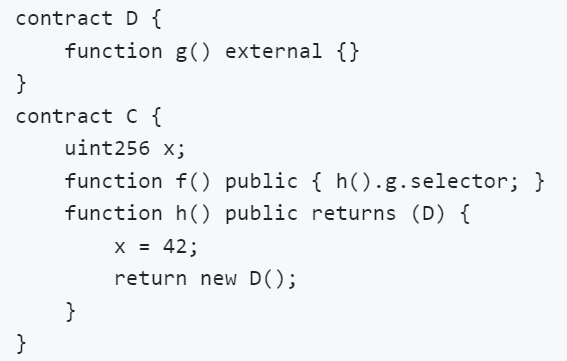 contract D {
    function g() external {}
}
contract C {
    uint256 x;
    function f() public { h().g.selector; }
    function h() public returns (D) {
        x = 42;
        return new D();
    }
}